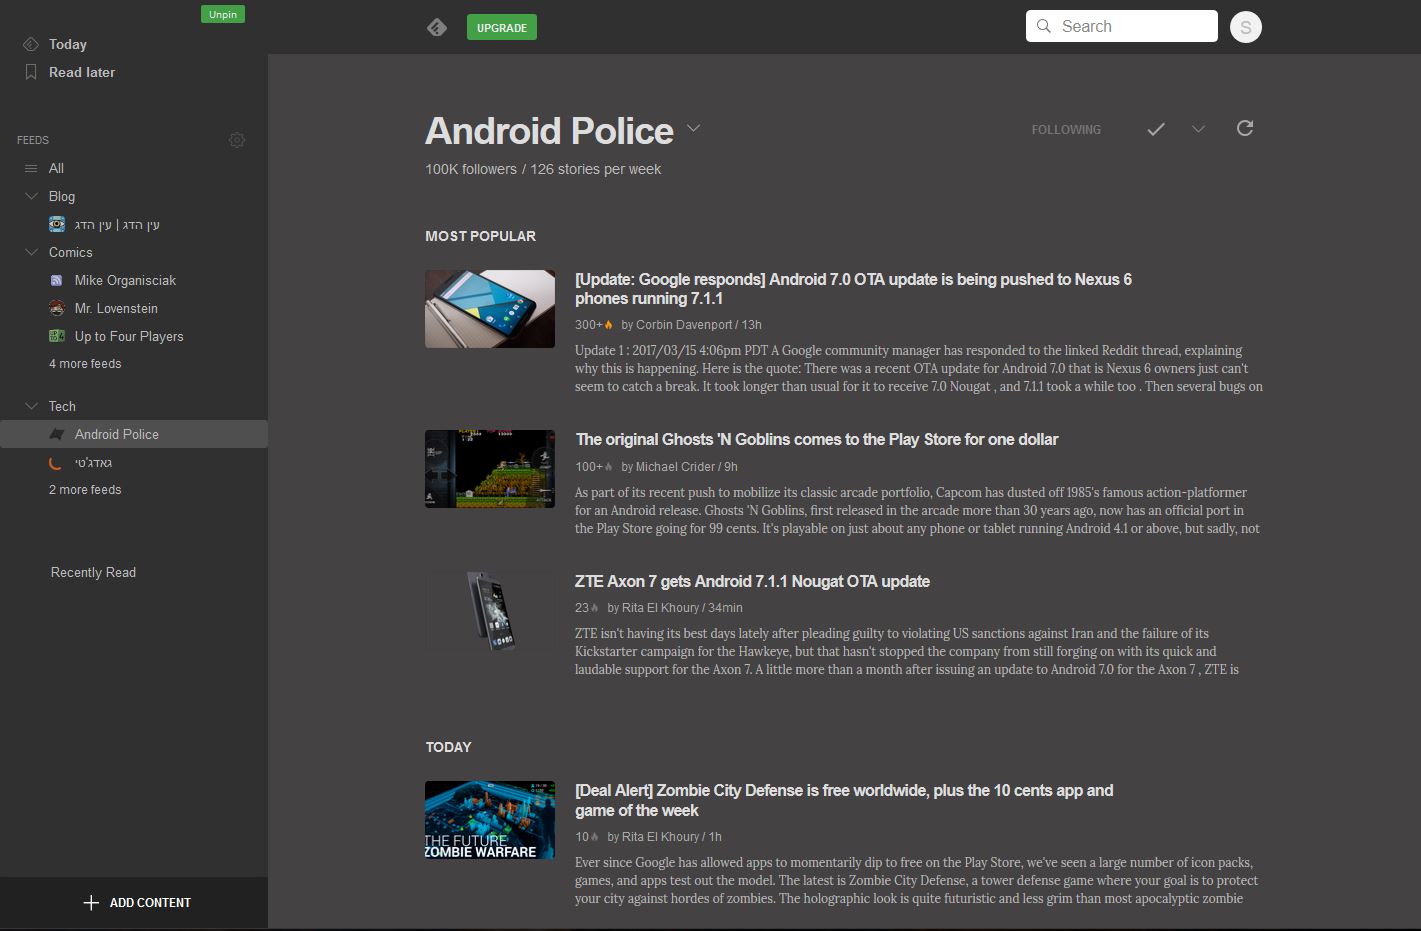 Unpin
Today
Read later
FEEDS
All
Blog
עין הדג | עין הדג
Comics
Mike Organisciak
Mr. Lovenstein
Up to Four Players
4 more feeds
Tech
Android Police
גאדג'טי
2 more feeds
Recently Read
ADD CONTENT
UPGRADE
Search
S
Android Police
FOLLOWING
100K followers / 126 stories per week
MOST POPULAR
[Update: Google responds] Android 7.0 OTA update is being pushed to Nexus 6
phones running 7.1.1
300+ by Corbin Davenport / 13h
Update 1 : 2017/03/15 4:06pm PDT A Google community manager has responded to the linked Reddit thread, explaining
why this is happening. Here is the quote: There was a recent OTA update for Android 7.0 that is Nexus 6 owners just can't
seem to catch a break. It took longer than usual for it to receive 7.0 Nougat , and 7.1.1 took a while too . Then several bugs on
The original Ghosts 'N Goblins comes to the Play Store for one dollar
100+ by Michael Crider / 9h
As part of its recent push to mobilize its classic arcade portfolio, Capcom has dusted off 1985's famous action-platformer
for an Android release. Ghosts 'N Goblins, first released in the arcade more than 30 years ago, now has an official port in
the Play Store going for 99 cents. It's playable on just about any phone or tablet running Android 4.1 or above, but sadly, not
ZTE Axon 7 gets Android 7.1.1 Nougat OTA update
23 by Rita El Khoury / 34min
ZTE isn't having its best days lately after pleading guilty to violating US sanctions against Iran and the failure of its
Kickstarter campaign for the Hawkeye, but that hasn't stopped the company from still forging on with its quick and
laudable support for the Axon 7. A little more than a month after issuing an update to Android 7.0 for the Axon 7 , ZTE is
TODAY
THE FUTURE
ZOMBIE WARFARE
[Deal Alert] Zombie City Defense is free worldwide, plus the 10 cents app and
game of the week
10 by Rita El Khoury / 1h
Ever since Google has allowed apps to momentarily dip to free on the Play Store, we've seen a large number of icon packs,
games, and apps test out the model. The latest is Zombie City Defense, a tower defense game where your goal is to protect
your city against hordes of zombies. The holographic look is quite futuristic and less grim than most apocalyptic zombie